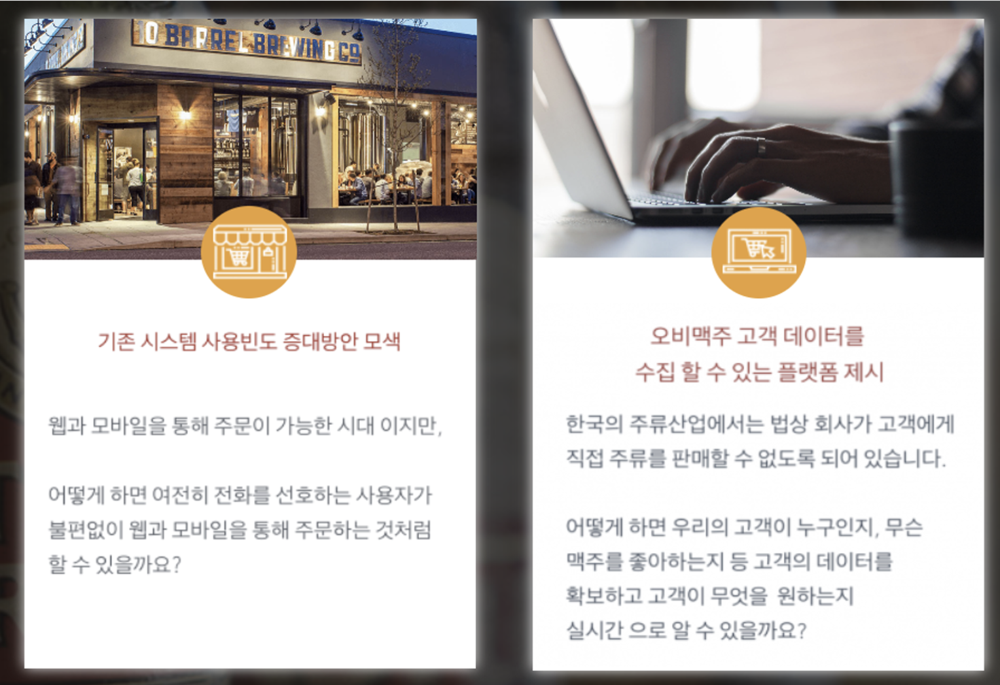 10 BARREL BREWING CO
기존 시스템 사용빈도 증대방안 모색
웹과 모바일을 통해 주문이 가능한 시대 이지만,
어떻게 하면 여전히 전화를 선호하는 사용자가
불편없이 웹과 모바일을 통해 주문하는 것처럼
할 수 있을까요?
오비맥주 고객 데이터를
수집 할 수 있는 플랫폼 제시
한국의 주류산업에서는 법상 회사가 고객에게
직접 주류를 판매할 수 없도록 되어 있습니다.
어떻게 하면 우리의 고객이 누구인지, 무슨
맥주를 좋아하는지 등 고객의 데이터를
확보하고 고객이 무엇을 원하는지
실시간 으로 알 수 있을까요?